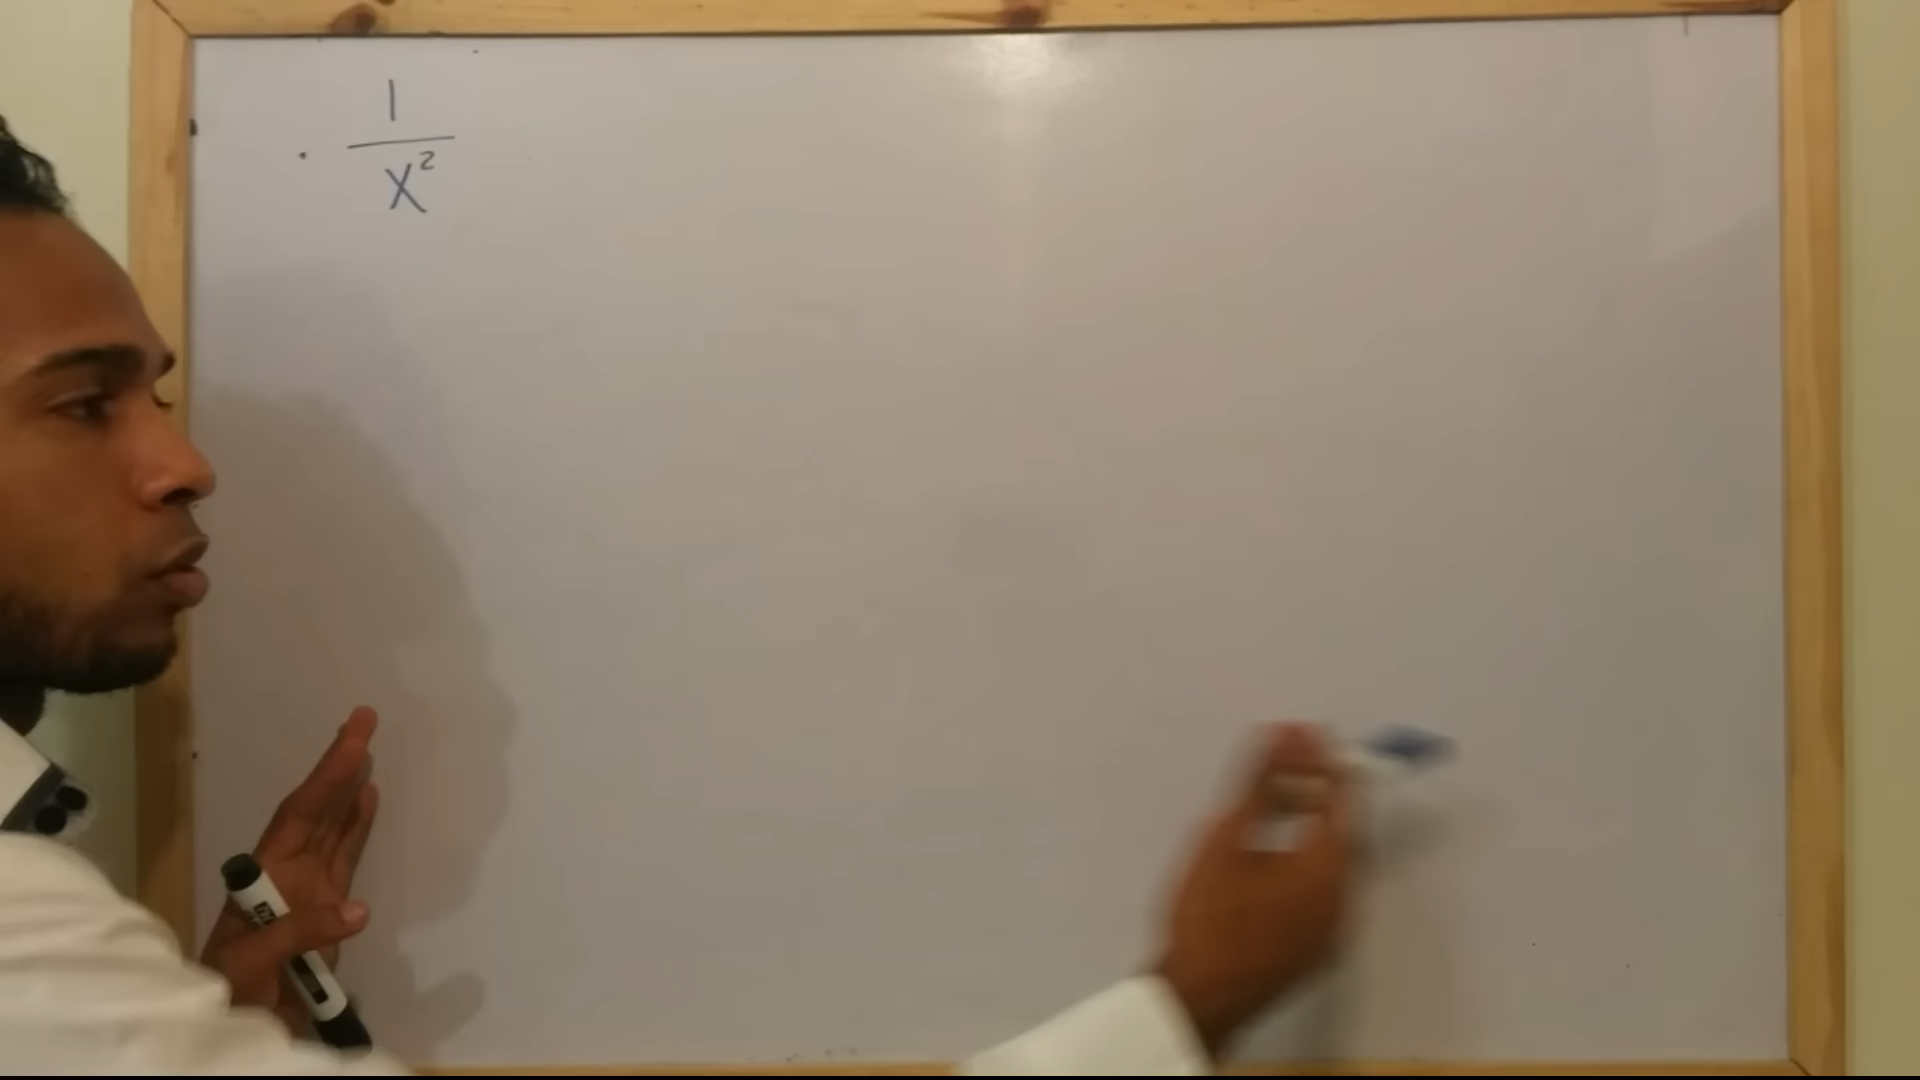 . 1/x²